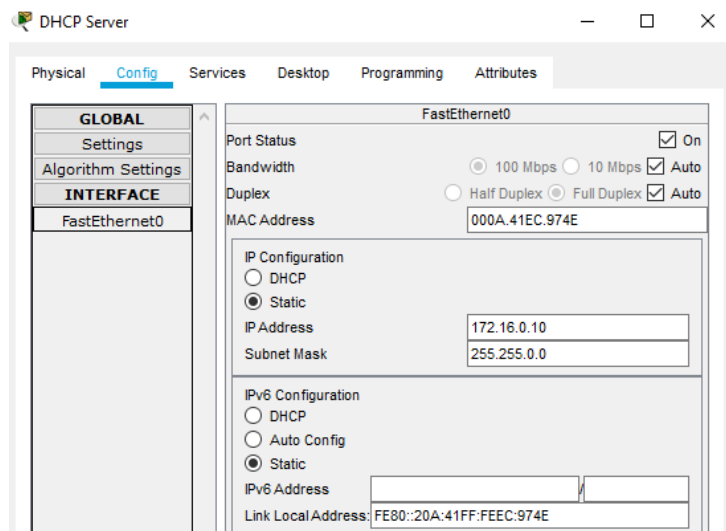 DHCP Server
Physical Config Services Desktop Programming Attributes
GLOBAL
Settings
Algorithm Settings
INTERFACE
FastEthernet0
FastEthernet0
Port Status On
Bandwidth 100 Mbps 10 Mbps Auto
Duplex Half Duplex Full Duplex Auto
MAC Address 000A.41EC.974E
IP Configuration
DHCP
Static
IP Address 172.16.0.10
Subnet Mask 255.255.0.0
IPv6 Configuration
DHCP
Auto Config
Static
IPv6 Address /
Link Local Address: FE80::20A:41FF:FEEC:974E